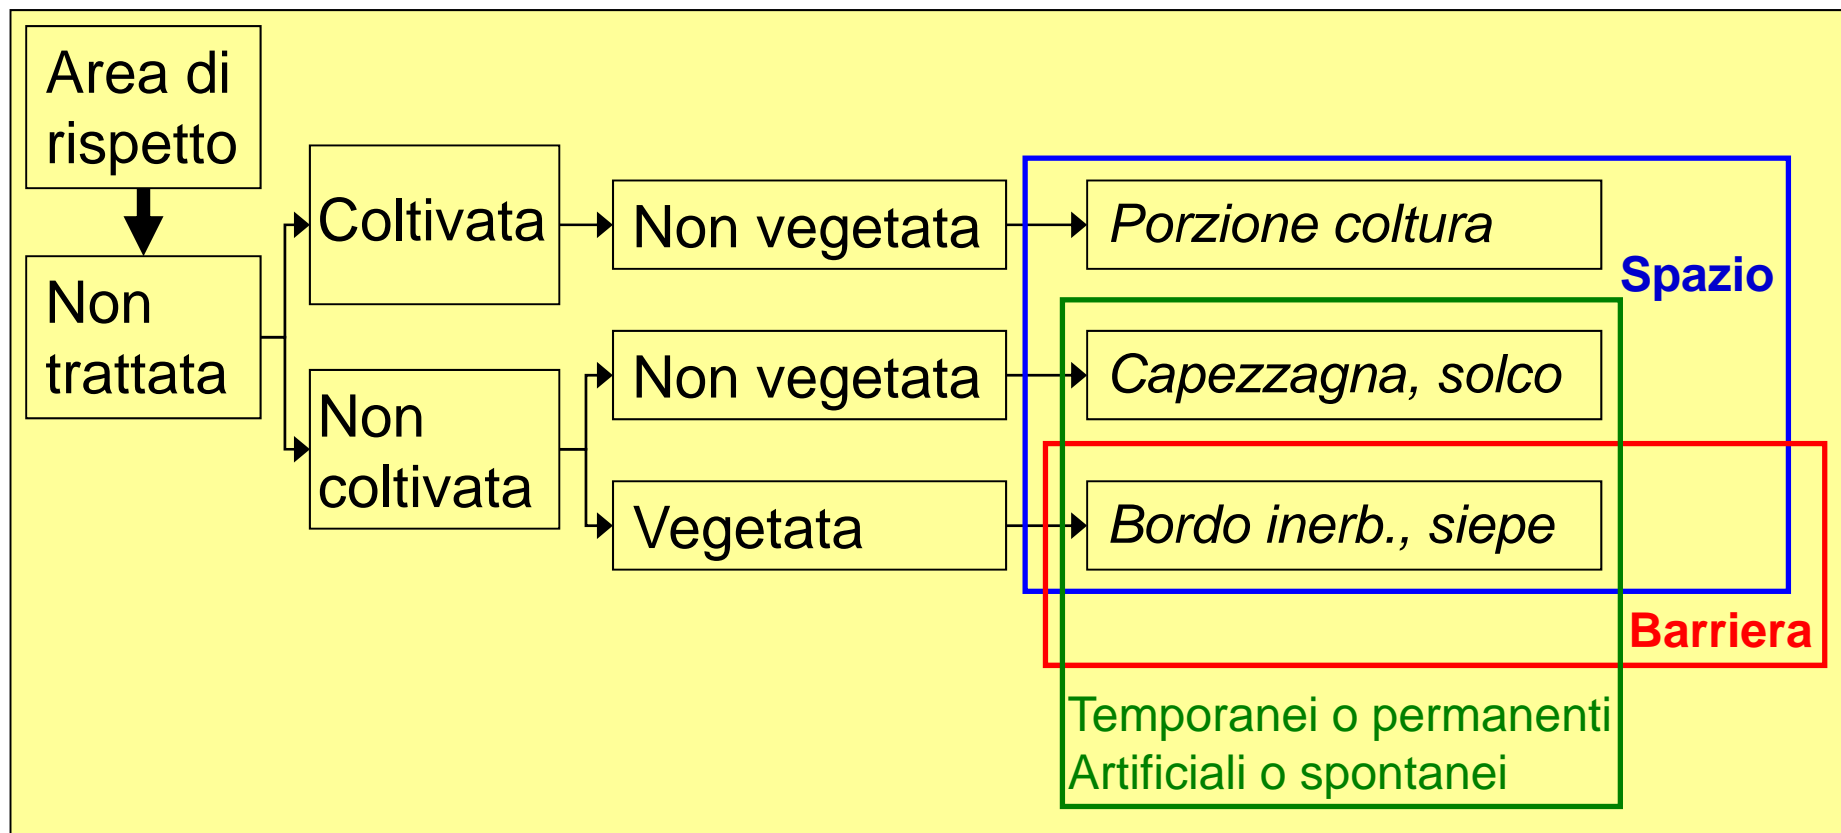 Area di
rispetto
Non
trattata
Coltivata
Non
coltivata
Non vegetata
Non vegetata
Vegetata
Porzione coltura
Capezzagna, solco
Bordo inerb., siepe
Spazio
Barriera
Temporanei o permanenti
Artificiali o spontanei